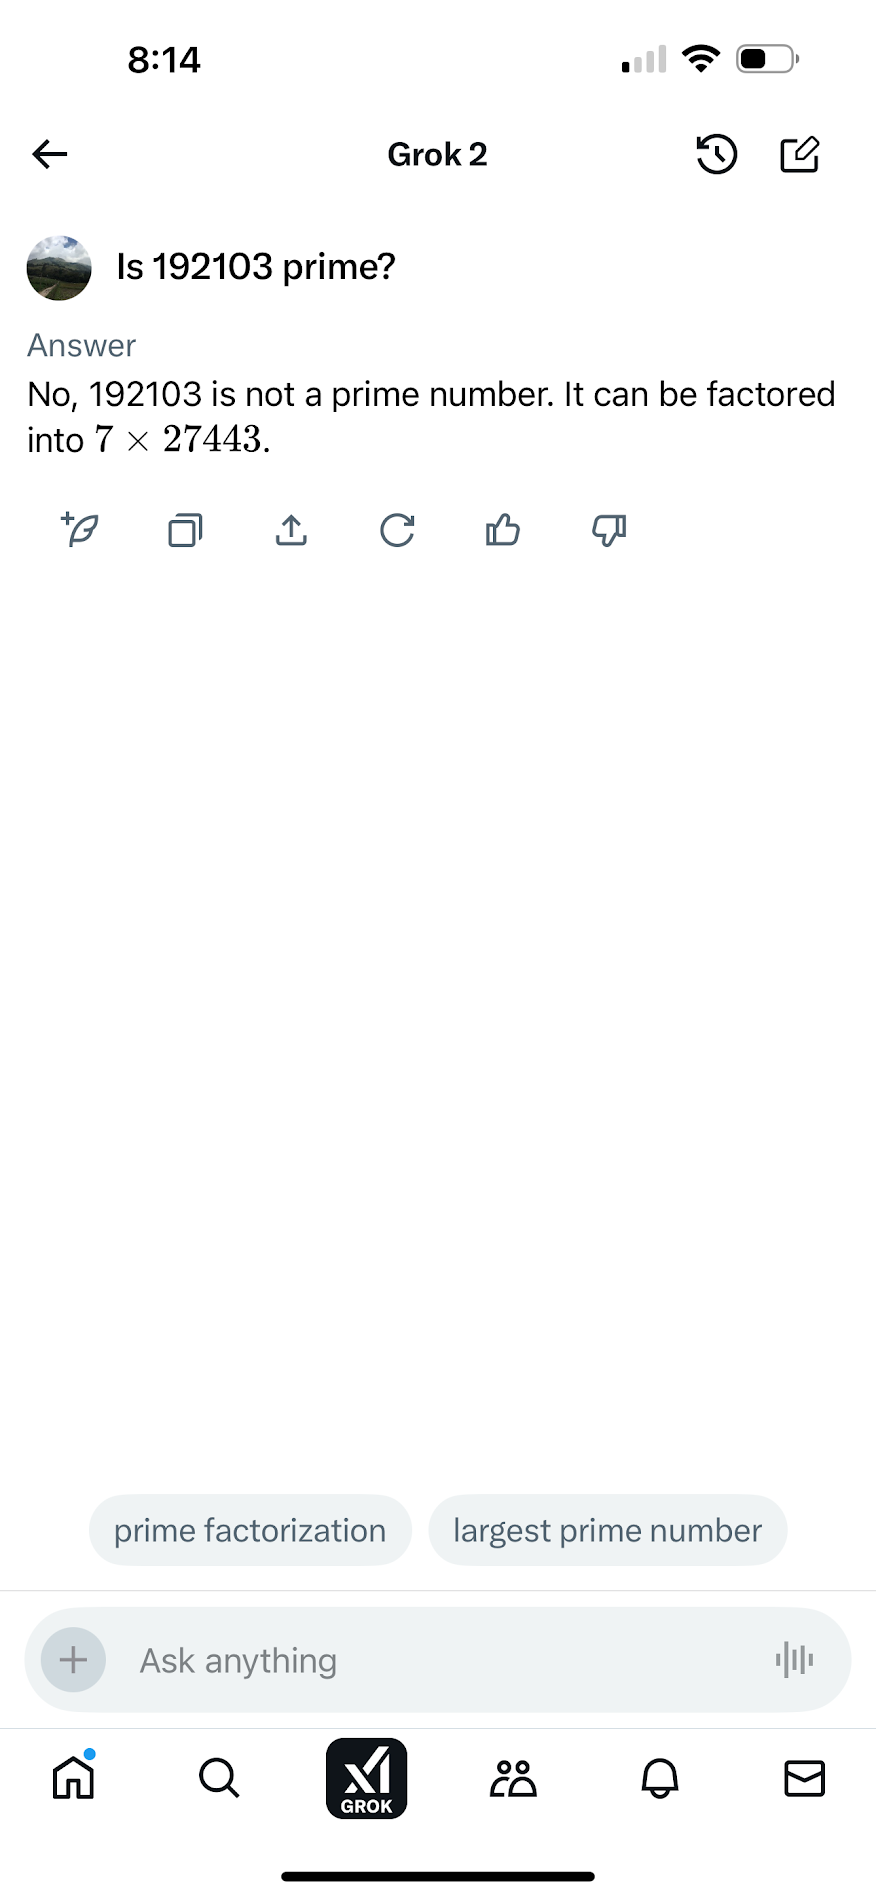 8:14
Grok 2
Is 192103 prime?
Answer
No, 192103 is not a prime number. It can be factored
into 7 × 27443.
prime factorization
largest prime number
Ask anything
GROK